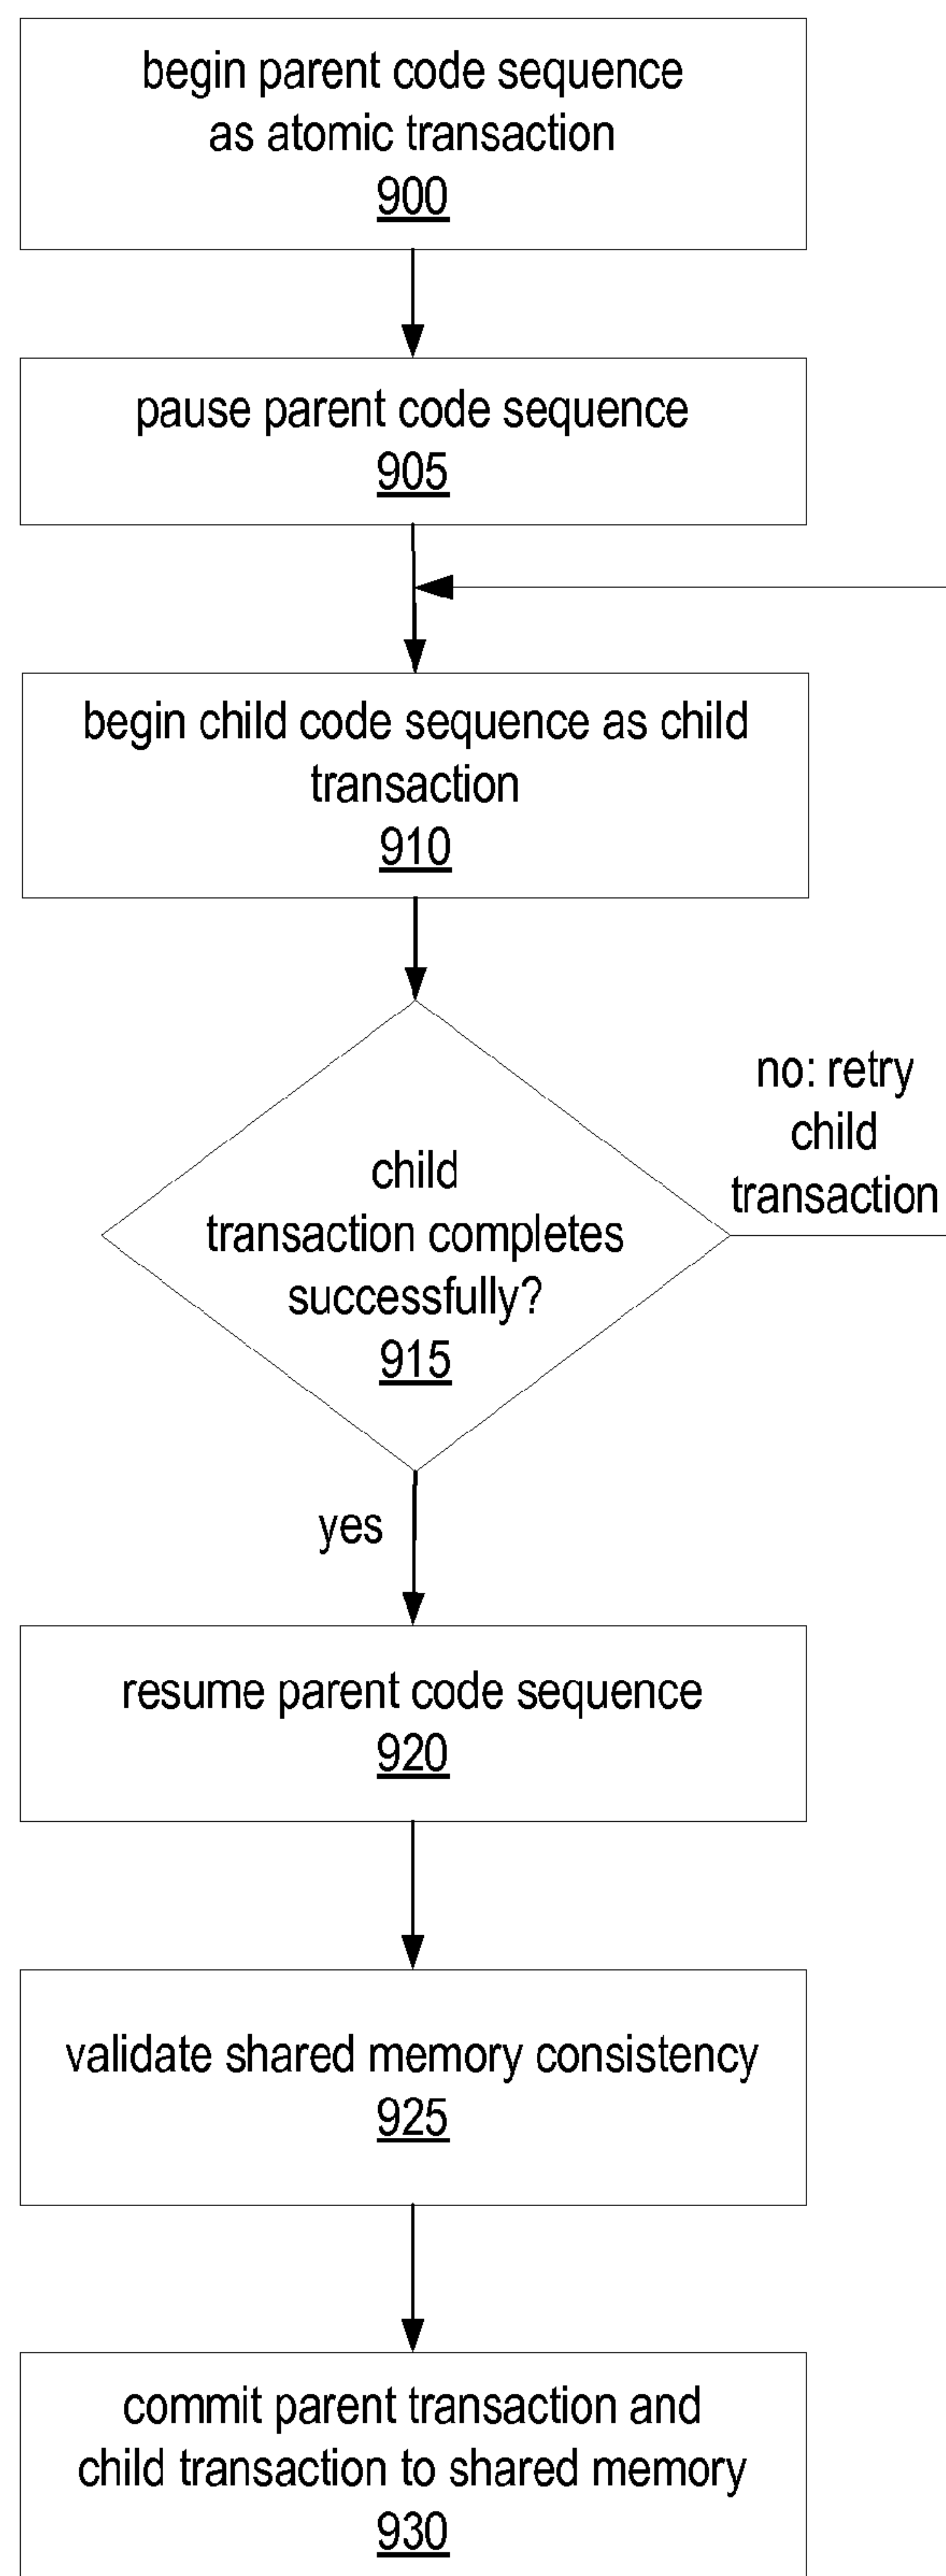 begin parent code sequence
as atomic transaction
900
pause parent code sequence
905
begin child code sequence as child
transaction
910
no: retry
child
transaction
child
transaction completes
successfully?
915
yes
resume parent code sequence
920
validate shared memory consistency
925
commit parent transaction and
child transaction to shared memory
930